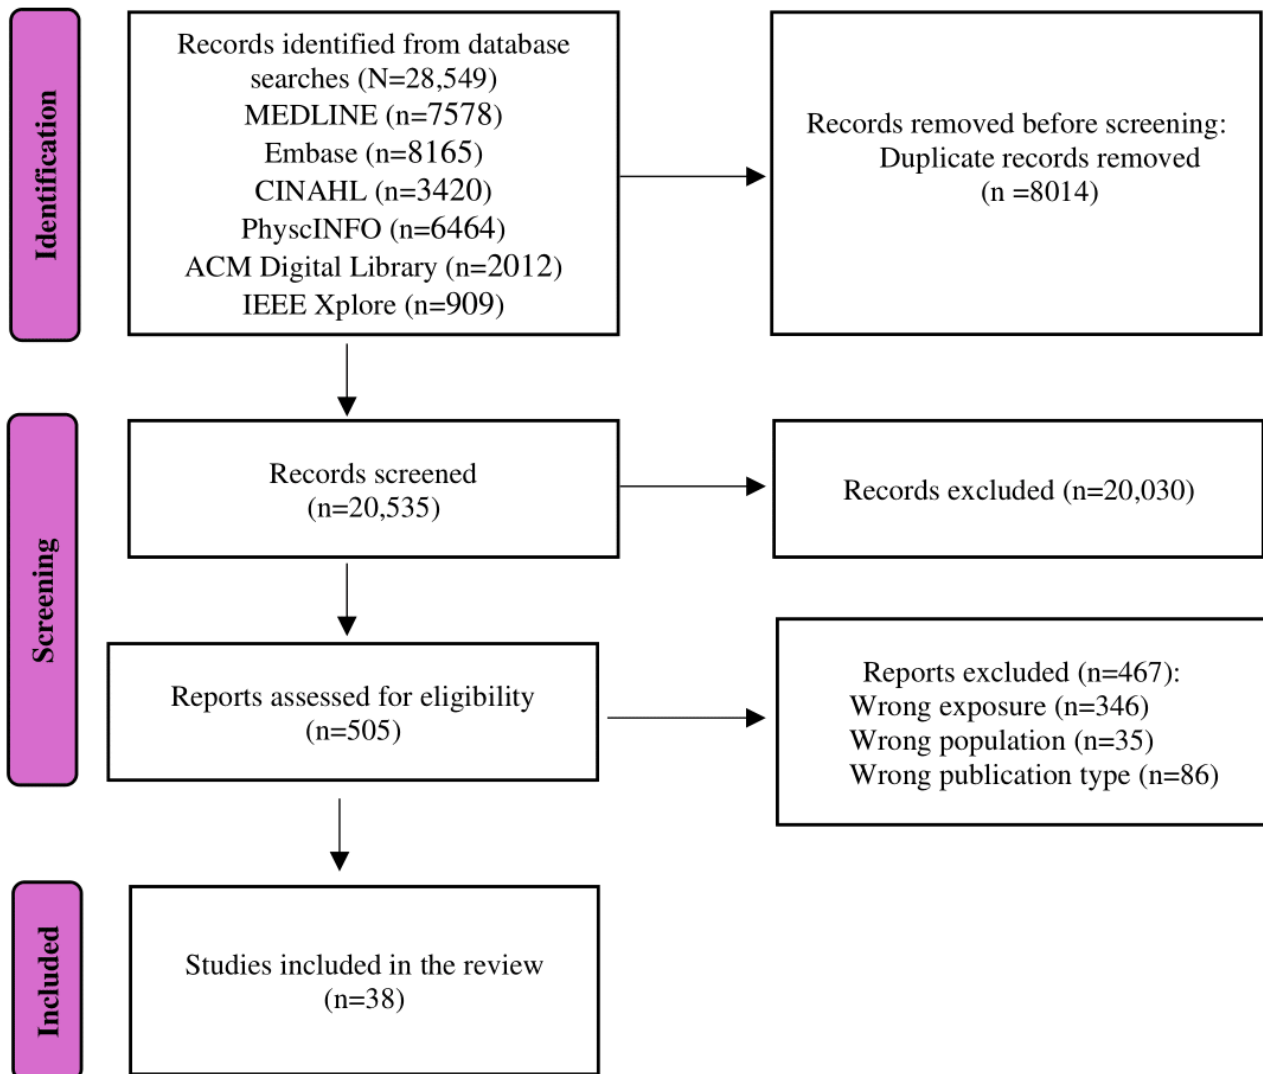 Identification
Records identified from database
searches (N=28,549)
MEDLINE (n=7578)
Embase (n=8165)
CINAHL (n=3420)
PhyscINFO (n=6464)
ACM Digital Library (n=2012)
IEEE Xplore (n=909)
Records removed before screening:
Duplicate records removed
(n =8014)
Screening
Records screened
(n=20,535)
Records excluded (n=20,030)
Reports assessed for eligibility
(n=505)
Reports excluded (n=467):
Wrong exposure (n=346)
Wrong population (n=35)
Wrong publication type (n=86)
Included
Studies included in the review
(n=38)